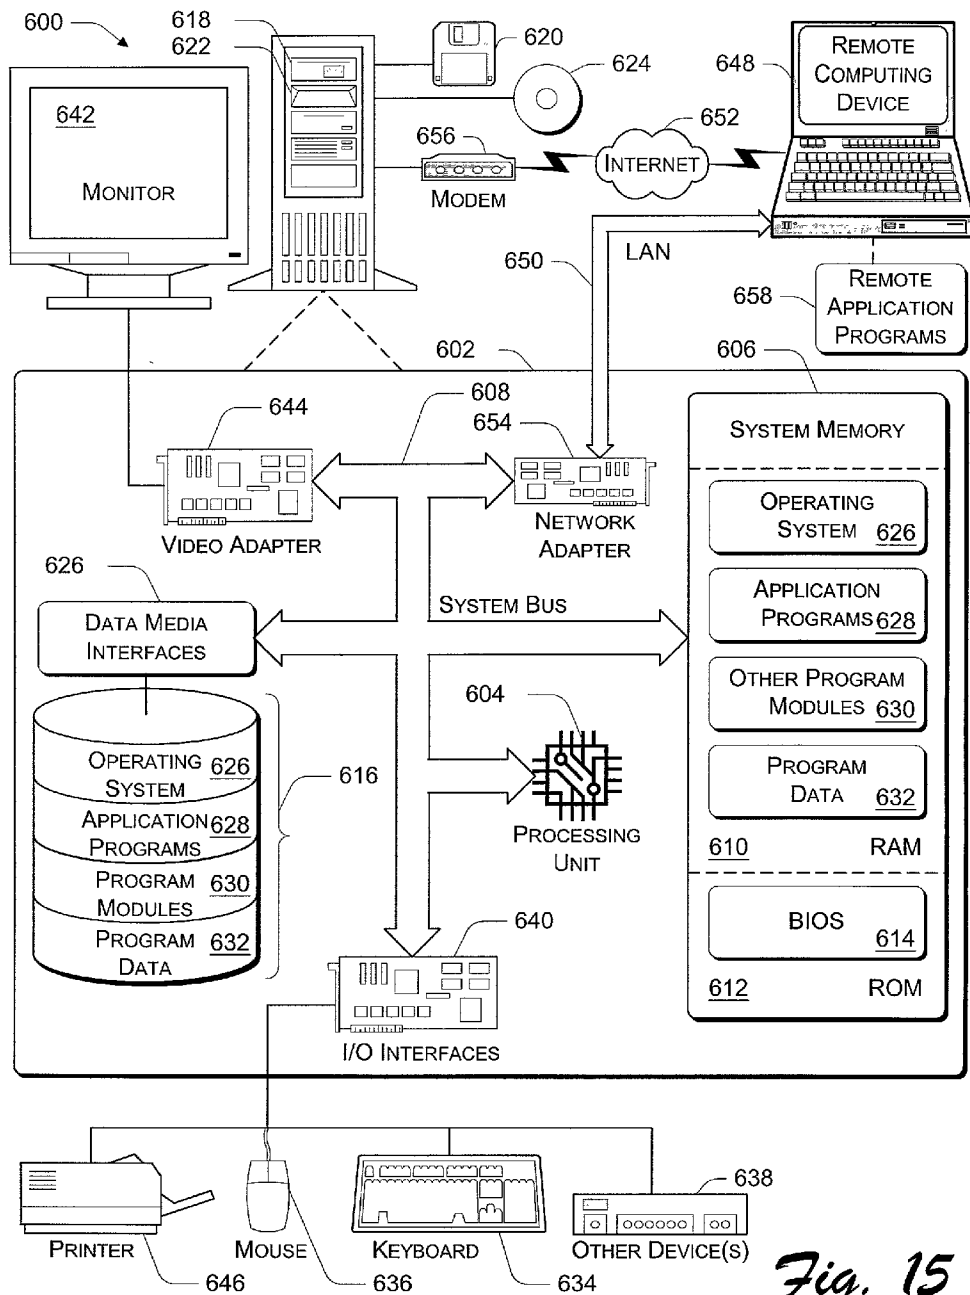 600
618
622
620
624
648
REMOTE
COMPUTING
DEVICE
642
MONITOR
656
MODEM
652
INTERNET
LAN
650
658
REMOTE
APPLICATION
PROGRAMS
602
606
608
644
654
VIDEO ADAPTER
NETWORK
ADAPTER
SYSTEM MEMORY
OPERATING
SYSTEM 626
APPLICATION
PROGRAMS 628
OTHER PROGRAM
MODULES 630
PROGRAM
DATA 632
610 RAM
BIOS
614
612 ROM
626
DATA MEDIA
INTERFACES
SYSTEM BUS
604
PROCESSING
UNIT
OPERATING
SYSTEM 626
APPLICATION
PROGRAMS 628
PROGRAM
MODULES 630
PROGRAM
DATA 632
616
640
I/O INTERFACES
PRINTER
646
MOUSE
636
KEYBOARD
634
638
OTHER DEVICE(S)
Fig. 15